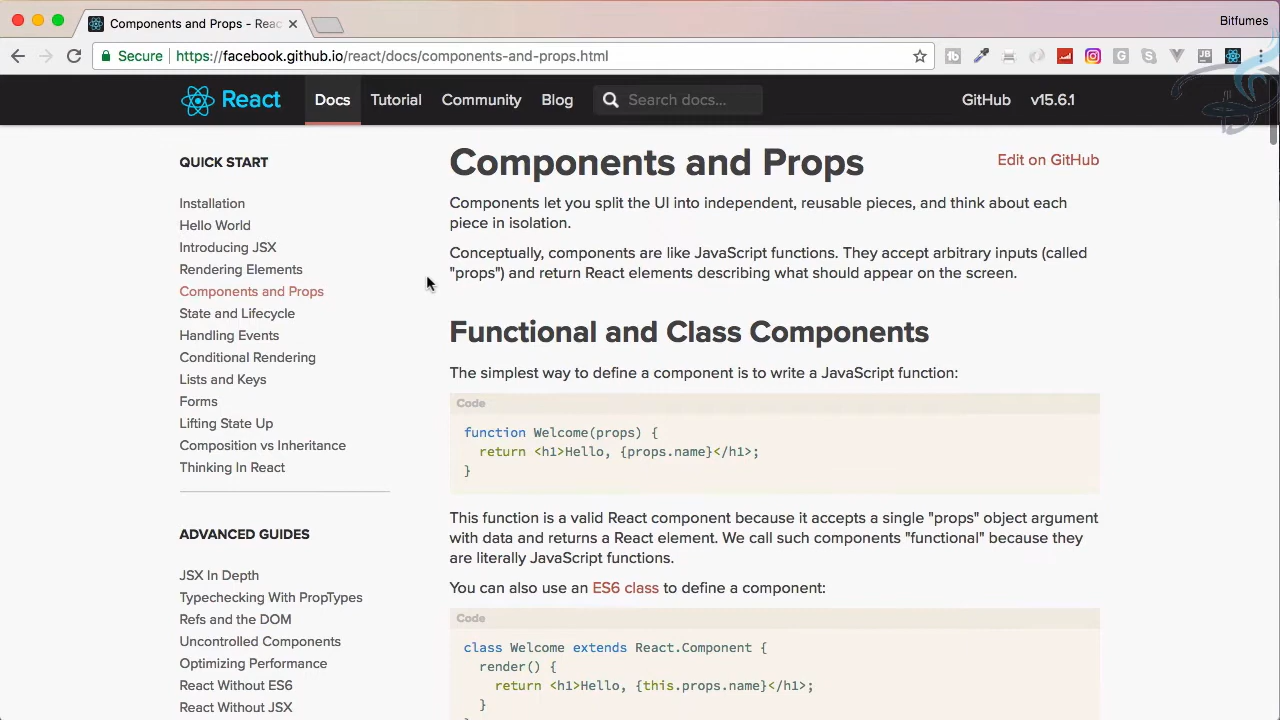 Components and Props - Reac
Bitfumes
Secure https://facebook.github.io/react/docs/components-and-props.html
React Docs Tutorial Community Blog Search docs... GitHub v15.6.1
QUICK START
Installation
Hello World
Introducing JSX
Rendering Elements
Components and Props
State and Lifecycle
Handling Events
Conditional Rendering
Lists and Keys
Forms
Lifting State Up
Composition vs Inheritance
Thinking In React
ADVANCED GUIDES
JSX In Depth
Typechecking With PropTypes
Refs and the DOM
Uncontrolled Components
Optimizing Performance
React Without ES6
React Without JSX
Components and Props
Edit on GitHub
Components let you split the UI into independent, reusable pieces, and think about each
piece in isolation.
Conceptually, components are like JavaScript functions. They accept arbitrary inputs (called
"props") and return React elements describing what should appear on the screen.
Functional and Class Components
The simplest way to define a component is to write a JavaScript function:
Code
function Welcome(props) {
  return <h1>Hello, {props.name}</h1>;
}
This function is a valid React component because it accepts a single "props" object argument
with data and returns a React element. We call such components "functional" because they
are literally JavaScript functions.
You can also use an ES6 class to define a component:
Code
class Welcome extends React.Component {
  render() {
    return <h1>Hello, {this.props.name}</h1>;
  }